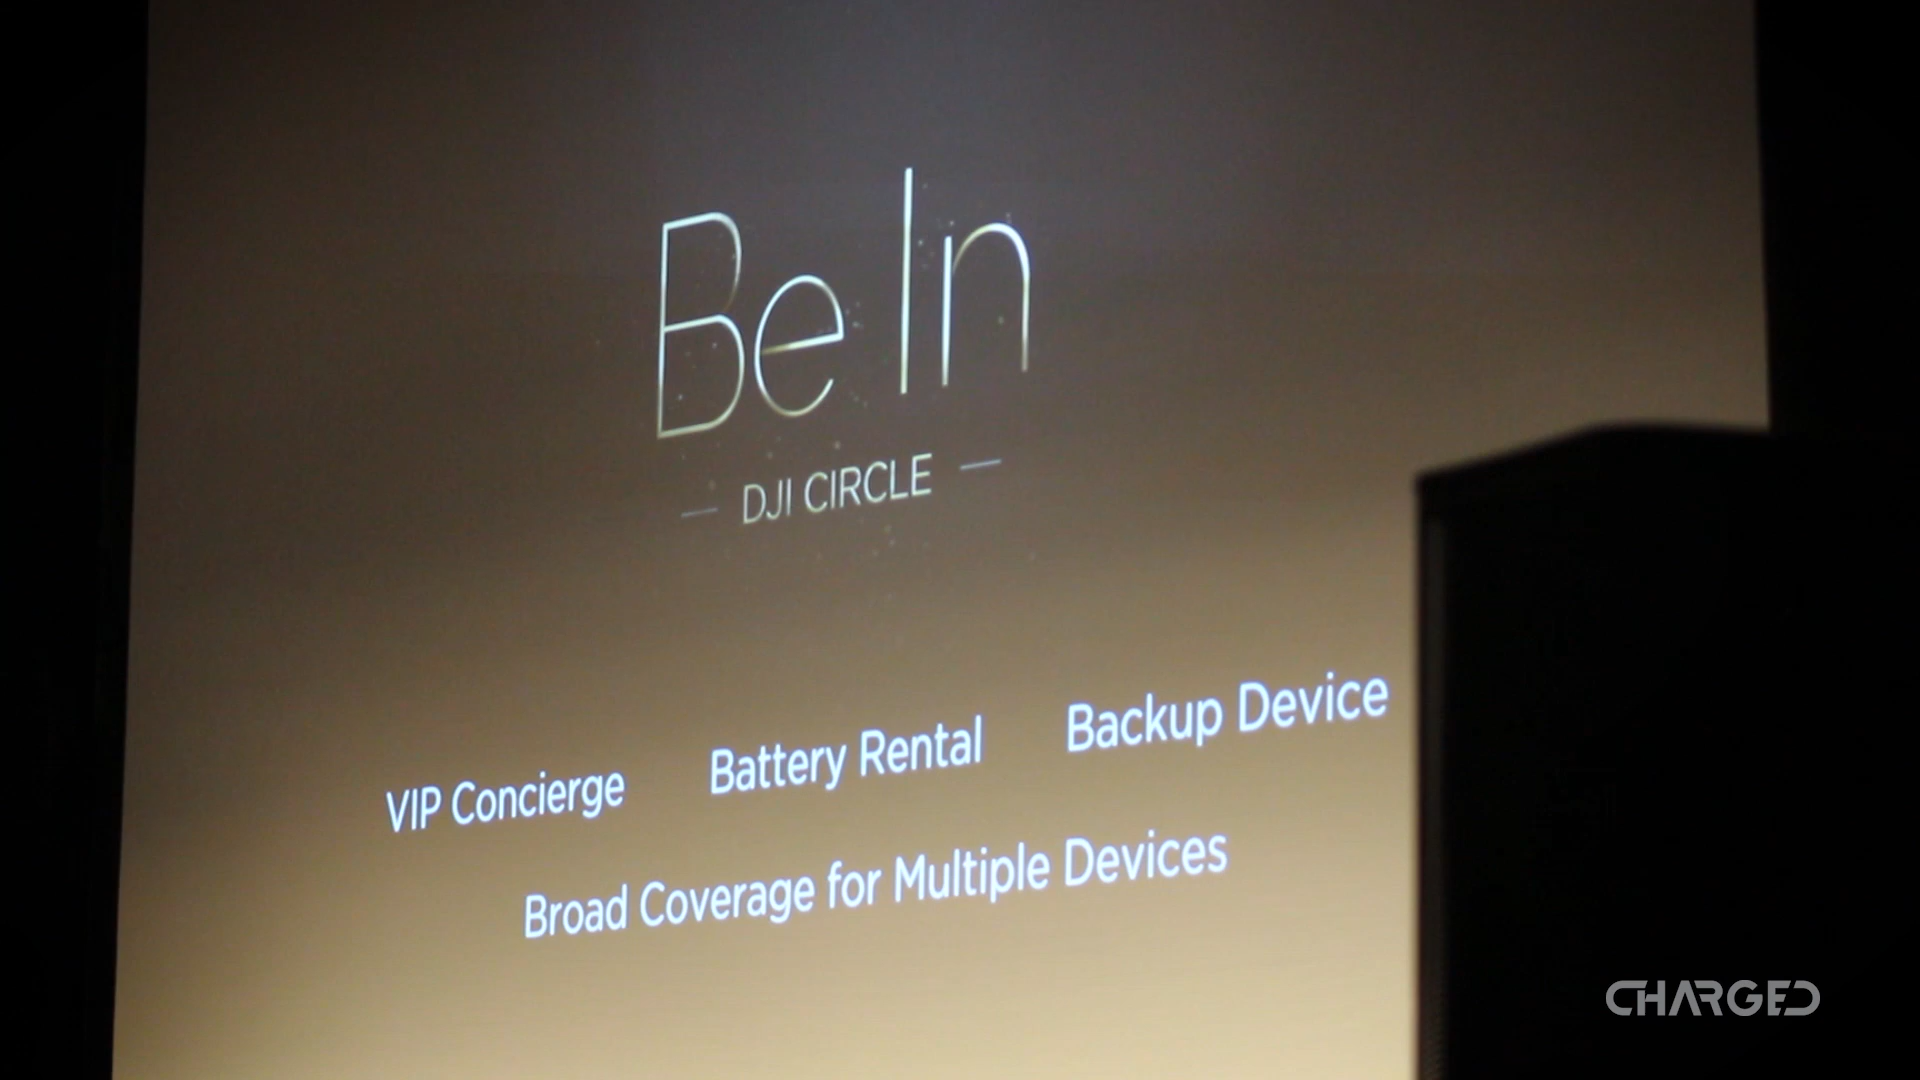 Be In
— DJI CIRCLE —
VIP Concierge Battery Rental Backup Device
Broad Coverage for Multiple Devices
CHARGED